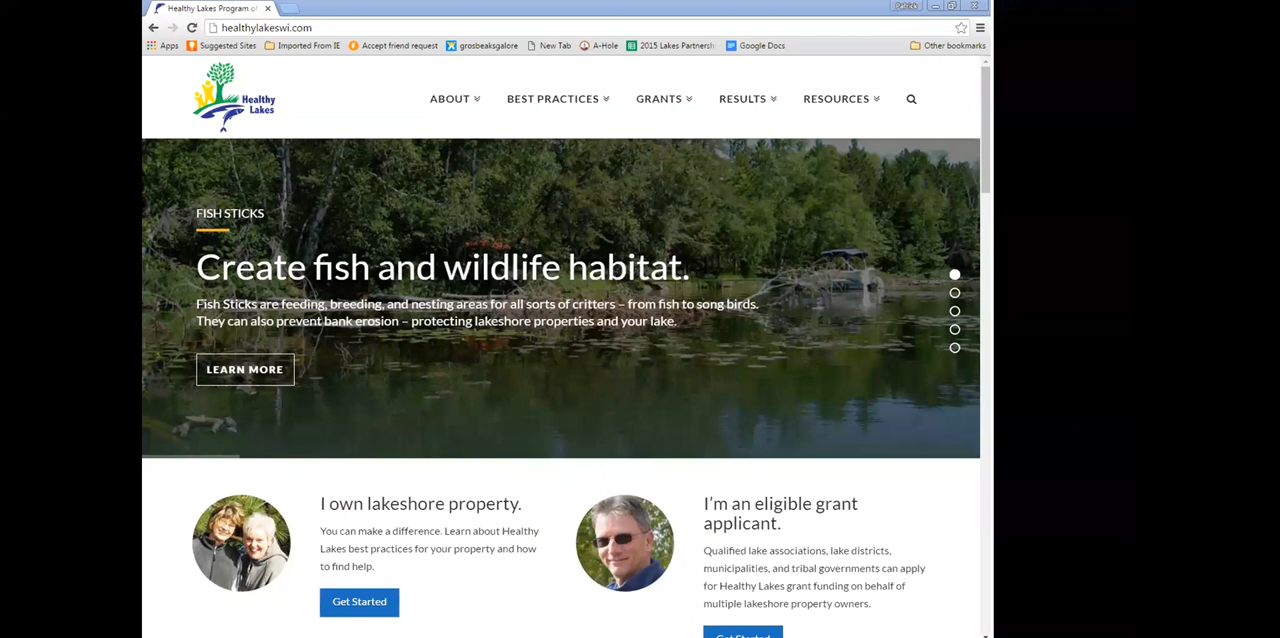 Healthy Lakes Program o
Patrick
healthylakeswi.com
Apps
Suggested Sites
Imported From IE
Accept friend request
grosbeaksgalore
New Tab
A-Hole
2015 Lakes Partnersh
Google Docs
Other bookmarks
Healthy
Lakes
ABOUT
BEST PRACTICES
GRANTS
RESULTS
RESOURCES
FISH STICKS
Create fish and wildlife habitat.
Fish Sticks are feeding, breeding, and nesting areas for all sorts of critters – from fish to song birds.
They can also prevent bank erosion – protecting lakeshore properties and your lake.
LEARN MORE
I own lakeshore property.
You can make a difference. Learn about Healthy
Lakes best practices for your property and how
to find help.
Get Started
I’m an eligible grant
applicant.
Qualified lake associations, lake districts,
municipalities, and tribal governments can apply
for Healthy Lakes grant funding on behalf of
multiple lakeshore property owners.
Get Started